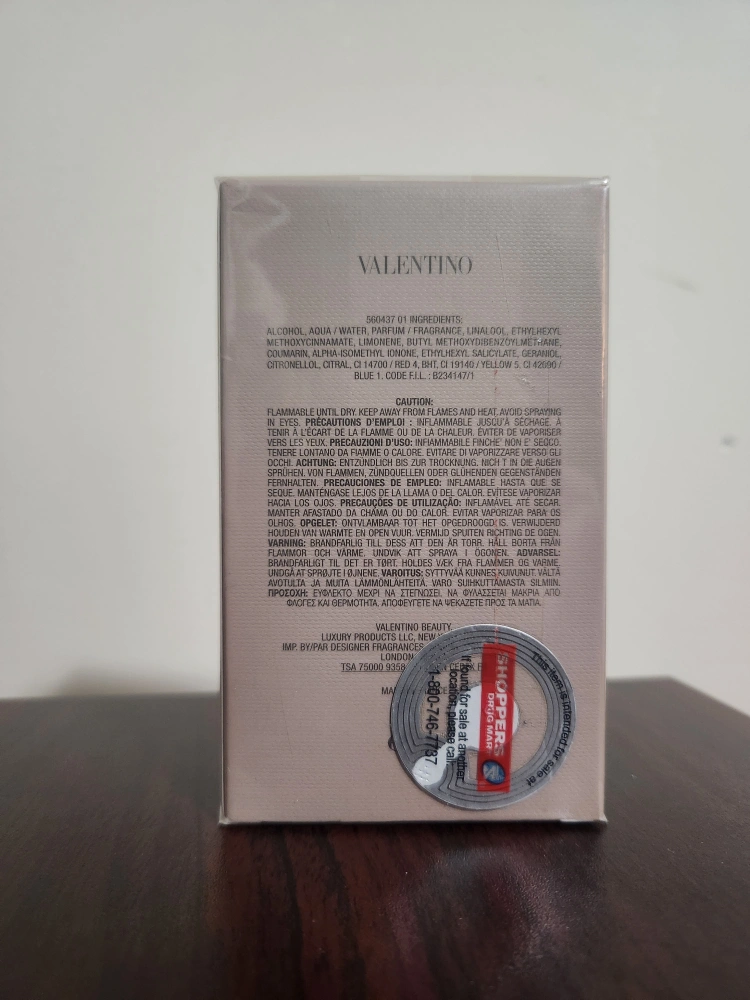 VALENTINO
560437 01 INGREDIENTS:
ALCOHOL, AQUA / WATER, PARFUM / FRAGRANCE, LINALOOL, ETHYLHEXYL
METHOXYCINNAMATE, LIMONENE, BUTYL METHOXYDIBENZOYLMETHANE,
COUMARIN, ALPHA-ISOMETHYL IONONE, ETHYLHEXYL SALICYLATE, GERANIOL,
CITRONELLOL, CITRAL, CI 14700 / RED 4, BHT, CI 19140 / YELLOW 5, CI 42090 /
BLUE 1. CODE F.I.L. : B234147/1
CAUTION:
FLAMMABLE UNTIL DRY. KEEP AWAY FROM FLAMES AND HEAT, AVOID SPRAYING
IN EYES. PRÉCAUTIONS D'EMPLOI : INFLAMMABLE JUSQU'À SÉCHAGE. À
TENIR À L'ÉCART DE LA FLAMME OU DE LA CHALEUR. ÉVITER DE VAPORISER
VERS LES YEUX. PRECAUZIONI D'USO: INFIAMMABILE FINCHE' NON E' SECCO.
TENERE LONTANO DA FIAMME O CALORE. EVITARE DI VAPORIZZARE VERSO GLI
OCCHI. ACHTUNG: ENTZÜNDLICH BIS ZUR TROCKNUNG. NICHT IN DIE AUGEN
SPRÜHEN. VON FLAMMEN, ZÜNDQUELLEN ODER GLÜHENDEN GEGENSTÄNDEN
FERNHALTEN. PRECAUCIONES DE EMPLEO: INFLAMABLE HASTA QUE SE
SEQUE. MANTÉNGASE LEJOS DE LA LLAMA O DEL CALOR. EVÍTESE VAPORIZAR
HACIA LOS OJOS. PRECAUÇÕES DE UTILIZAÇÃO: INFLAMÁVEL ATÉ SECAR.
MANTER AFASTADO DA CHAMA OU DO CALOR. EVITAR VAPORIZAR PARA OS
OLHOS. OPGELET: ONTVLAMBAAR TOT HET OPGEDROOGD IS. VERWIJDERD
HOUDEN VAN WARMTE EN OPEN VUUR. VERMIJD SPUITEN RICHTING DE OGEN.
VARNING: BRANDFARLIG TILL DESS ATT DEN ÄR TORR. HÅLL BORTA FRÅN
FLAMMOR OCH VÄRME. UNDVIK ATT SPRAYA I ÖGONEN. ADVARSEL:
BRANDFARLIGT TIL DET ER TØRT. HOLDES VÆK FRA FLAMMER OG VARME.
UNDGÅ AT SPRØJTE I ØJNENE. VAROITUS: SYTTYVÄÄ KUNNES KUIVUNUT. VÄLTÄ
AVOTULTA JA MUITA LÄMMÖNLÄHTEITÄ. VARO SUIHKUTTAMASTA SILMIIN.
ΠΡΟΣΟΧΗ: ΕΥΦΛΕΚΤΟ ΜΕΧΡΙ ΝΑ ΣΤΕΓΝΩΣΕΙ. ΝΑ ΦΥΛΑΣΣΕΤΑΙ ΜΑΚΡΙΑ ΑΠΟ
ΦΛΟΓΕΣ ΚΑΙ ΘΕΡΜΟΤΗΤΑ. ΑΠΟΦΕΥΓΕΤΕ ΝΑ ΨΕΚΑΖΕΤΕ ΠΡΟΣ ΤΑ ΜΑΤΙΑ.
VALENTINO BEAUTY.
LUXURY PRODUCTS LLC, NEW
IMP. BY/PAR DESIGNER FRAGRANCES
LONDON
TSA 75000 9358
This item is intended for sale at
SHOPPERS
DRUG MART
If found for sale at another
location, please call
1-800-746-7737